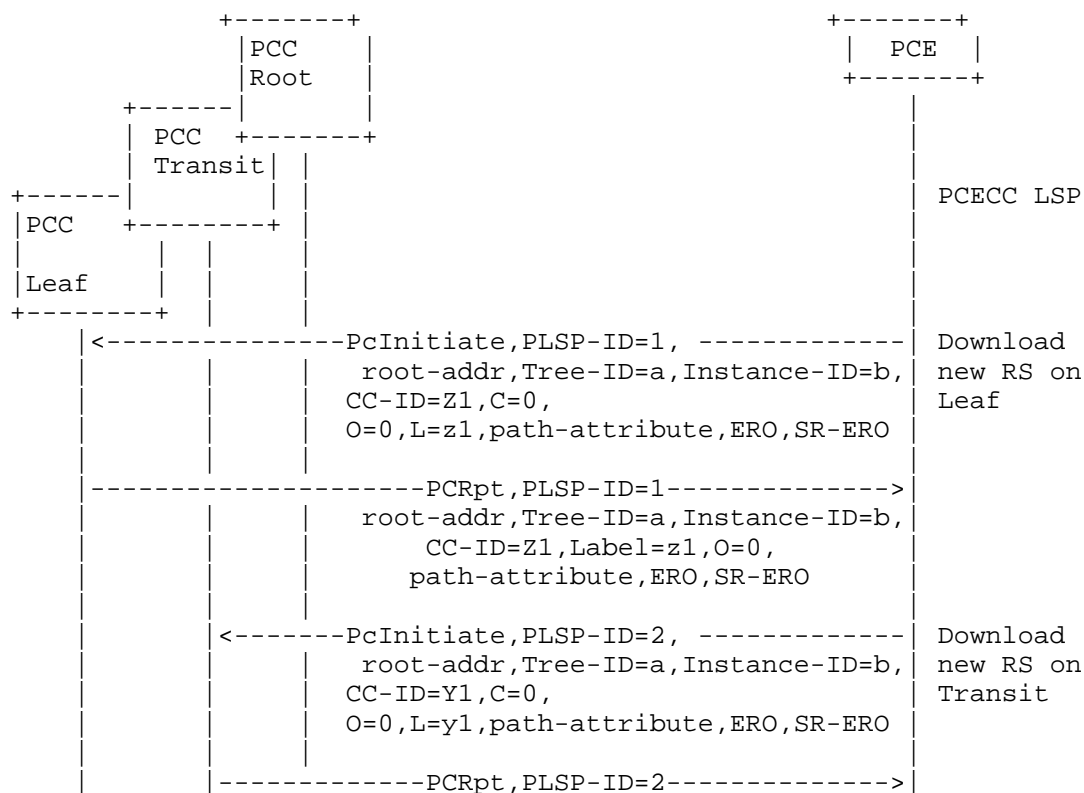 +-------+                              +-------+
                  |PCC    |                              |  PCE  |
                  |Root   |                              +-------+
           +------|       |                                  |
           | PCC  +-------+                                  |
           | Transit| |                                      |
    +------|        | |                                      | PCECC LSP
    |PCC   +--------+ |                                      |
    |       |  |  |   |                                      |
    |Leaf   |  |  |   |                                      |
    +--------+ |      |                                      |
        |<---------------PcInitiate,PLSP-ID=1, -------------| Download
        |      |      |   root-addr,Tree-ID=a,Instance-ID=b,| new RS on
        |      |      |  CC-ID=Z1,C=0,                       | Leaf
        |      |      |  O=0,L=z1,path-attribute,ERO,SR-ERO |
        |      |      |                                      |
        |---------------------PCRpt,PLSP-ID=1-------------->|
        |      |      |   root-addr,Tree-ID=a,Instance-ID=b,|
        |      |      |       CC-ID=Z1,Label=z1,O=0,         |
        |      |      |      path-attribute,ERO,SR-ERO       |
        |      |      |                                      |
        |      |<-------PcInitiate,PLSP-ID=2, -------------| Download
        |      |      |   root-addr,Tree-ID=a,Instance-ID=b,| new RS on
        |      |      |  CC-ID=Y1,C=0,                       | Transit
        |      |      |  O=0,L=y1,path-attribute,ERO,SR-ERO |
        |      |      |                                      |
        |      |-------------PCRpt,PLSP-ID=2-------------->|